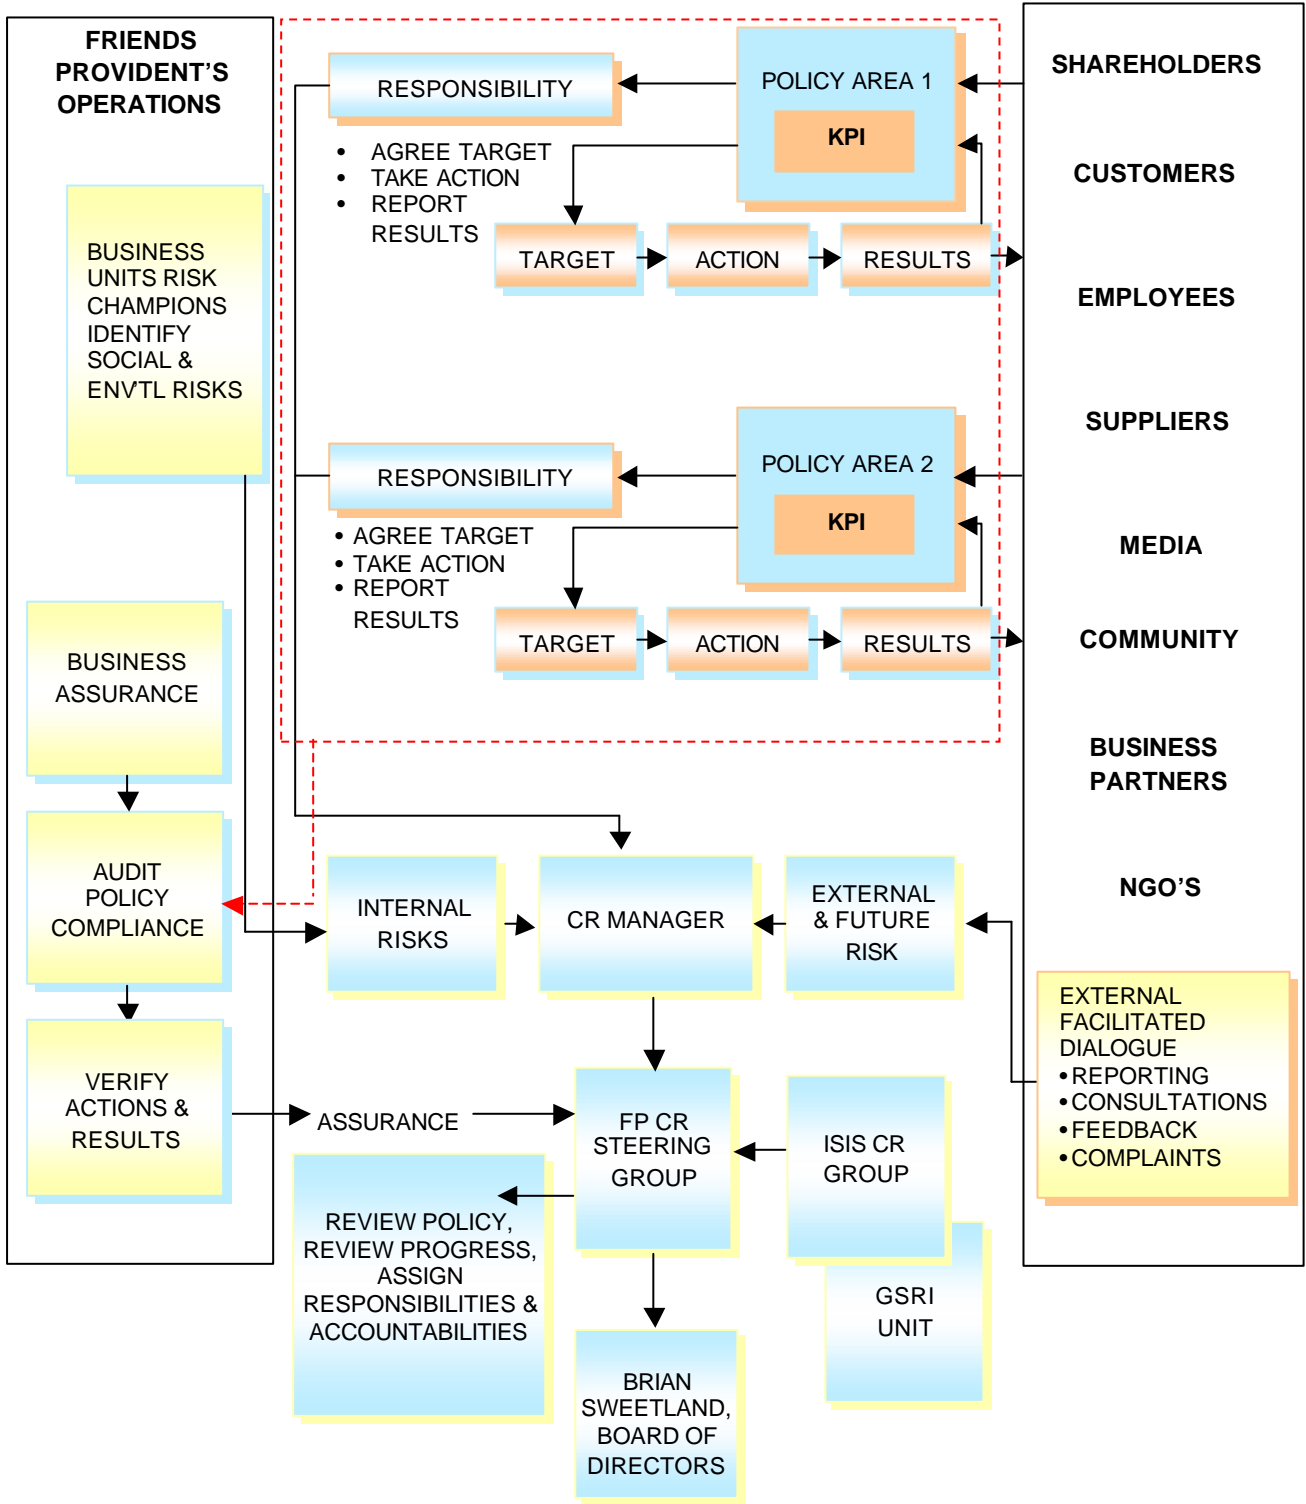 FRIENDS
PROVIDENT'S
OPERATIONS
BUSINESS
UNITS RISK
CHAMPIONS
IDENTIFY
SOCIAL &
ENV'TL RISKS
BUSINESS
ASSURANCE
AUDIT
POLICY
COMPLIANCE
VERIFY
ACTIONS &
RESULTS
RESPONSIBILITY
• AGREE TARGET
• TAKE ACTION
• REPORT
RESULTS
POLICY AREA 1
KPI
TARGET
ACTION
RESULTS
RESPONSIBILITY
• AGREE TARGET
• TAKE ACTION
• REPORT
RESULTS
POLICY AREA 2
KPI
TARGET
ACTION
RESULTS
INTERNAL
RISKS
CR MANAGER
EXTERNAL
& FUTURE
RISK
ASSURANCE
FP CR
STEERING
GROUP
ISIS CR
GROUP
GSRI
UNIT
REVIEW POLICY,
REVIEW PROGRESS,
ASSIGN
RESPONSIBILITIES &
ACCOUNTABILITIES
BRIAN
SWEETLAND,
BOARD OF
DIRECTORS
SHAREHOLDERS
CUSTOMERS
EMPLOYEES
SUPPLIERS
MEDIA
COMMUNITY
BUSINESS
PARTNERS
NGO'S
EXTERNAL
FACILITATED
DIALOGUE
• REPORTING
• CONSULTATIONS
• FEEDBACK
• COMPLAINTS